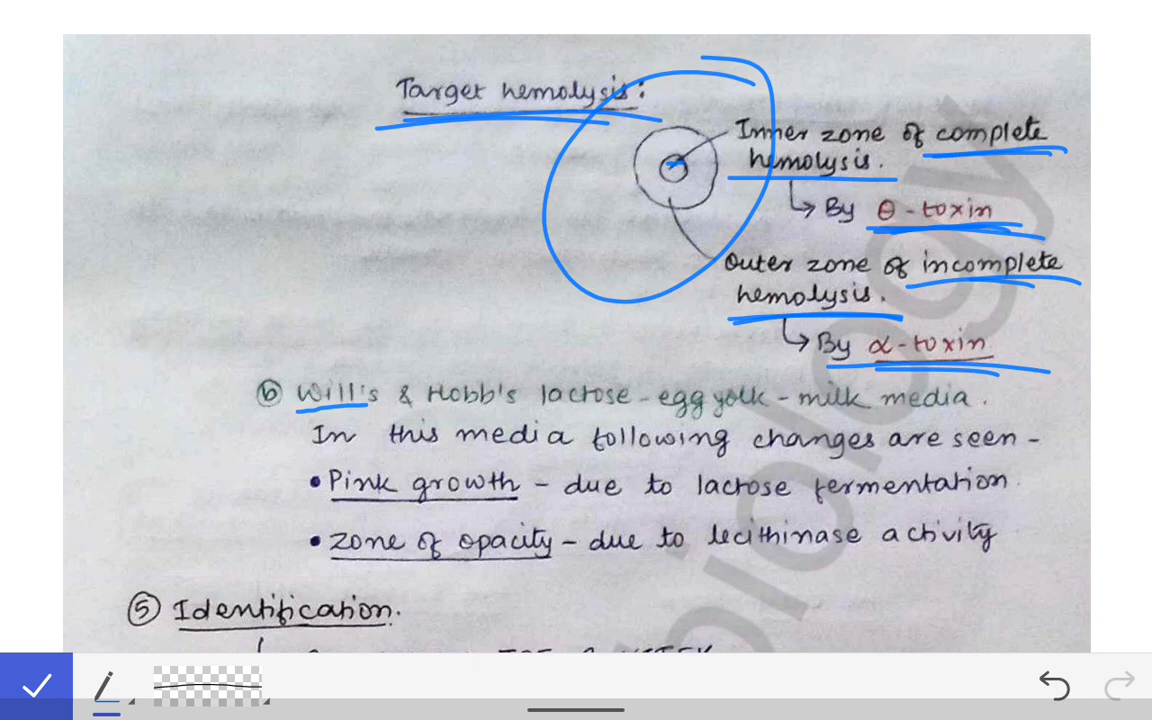 Target hemolysis:
Inner zone of complete
hemolysis.
↳ By θ-toxin
Outer zone of incomplete
hemolysis.
↳ By α-toxin
⑥ Will's & Hobb's lactose - egg yolk - milk media.
In this media following changes are seen -
• Pink growth - due to lactose fermentation
• zone of opacity - due to lecithinase activity
⑤ Identification.